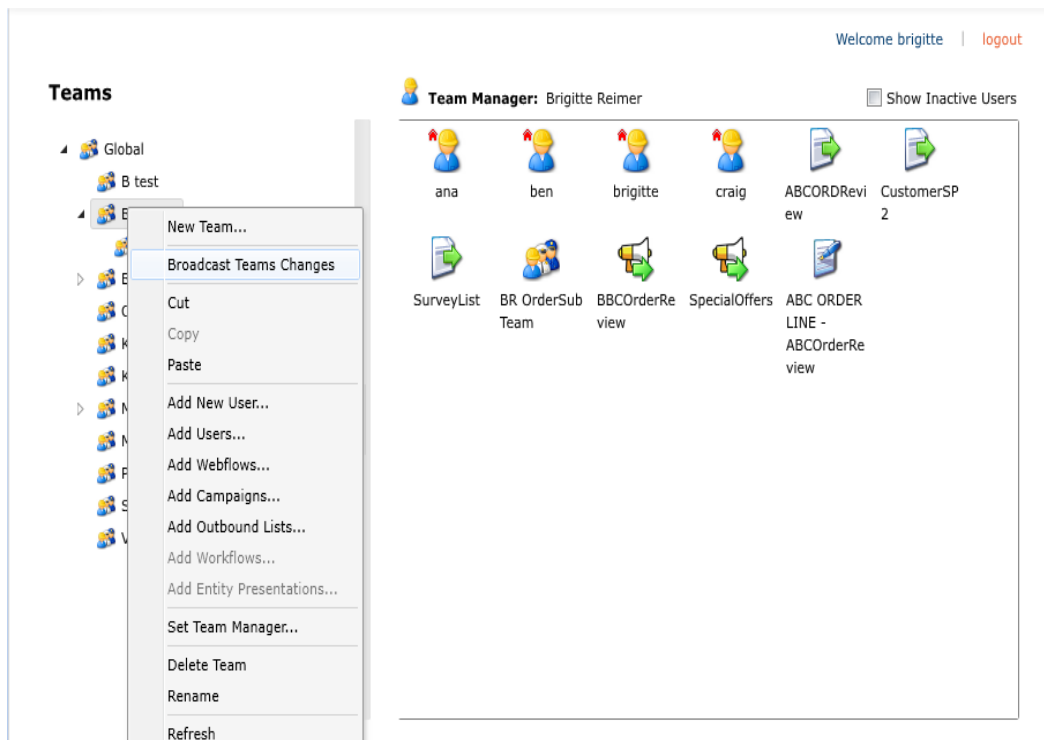 Welcome brigitte | logout
Teams
Team Manager: Brigitte Reimer
Show Inactive Users
Global
B test
New Team...
Broadcast Teams Changes
Cut
Copy
Paste
Add New User...
Add Users...
Add Webflows...
Add Campaigns...
Add Outbound Lists...
Add Workflows...
Add Entity Presentations...
Set Team Manager...
Delete Team
Rename
Refresh
ana
ben
brigitte
craig
ABCORDRevi
ew
CustomerSP
2
SurveyList
BR OrderSub
Team
BBCOrderRe
view
SpecialOffers
ABC ORDER
LINE -
ABCOrderRe
view